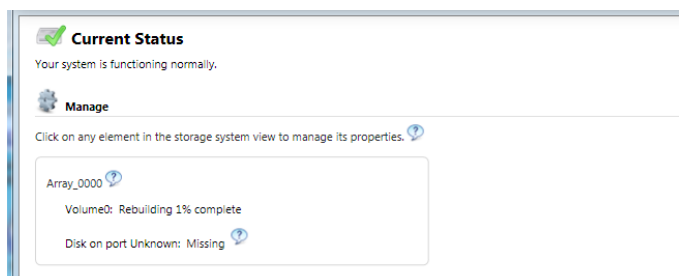 Current Status
Your system is functioning normally.
Manage
Click on any element in the storage system view to manage its properties. ?
Array_0000 ?
Volume0: Rebuilding 1% complete
Disk on port Unknown: Missing ?